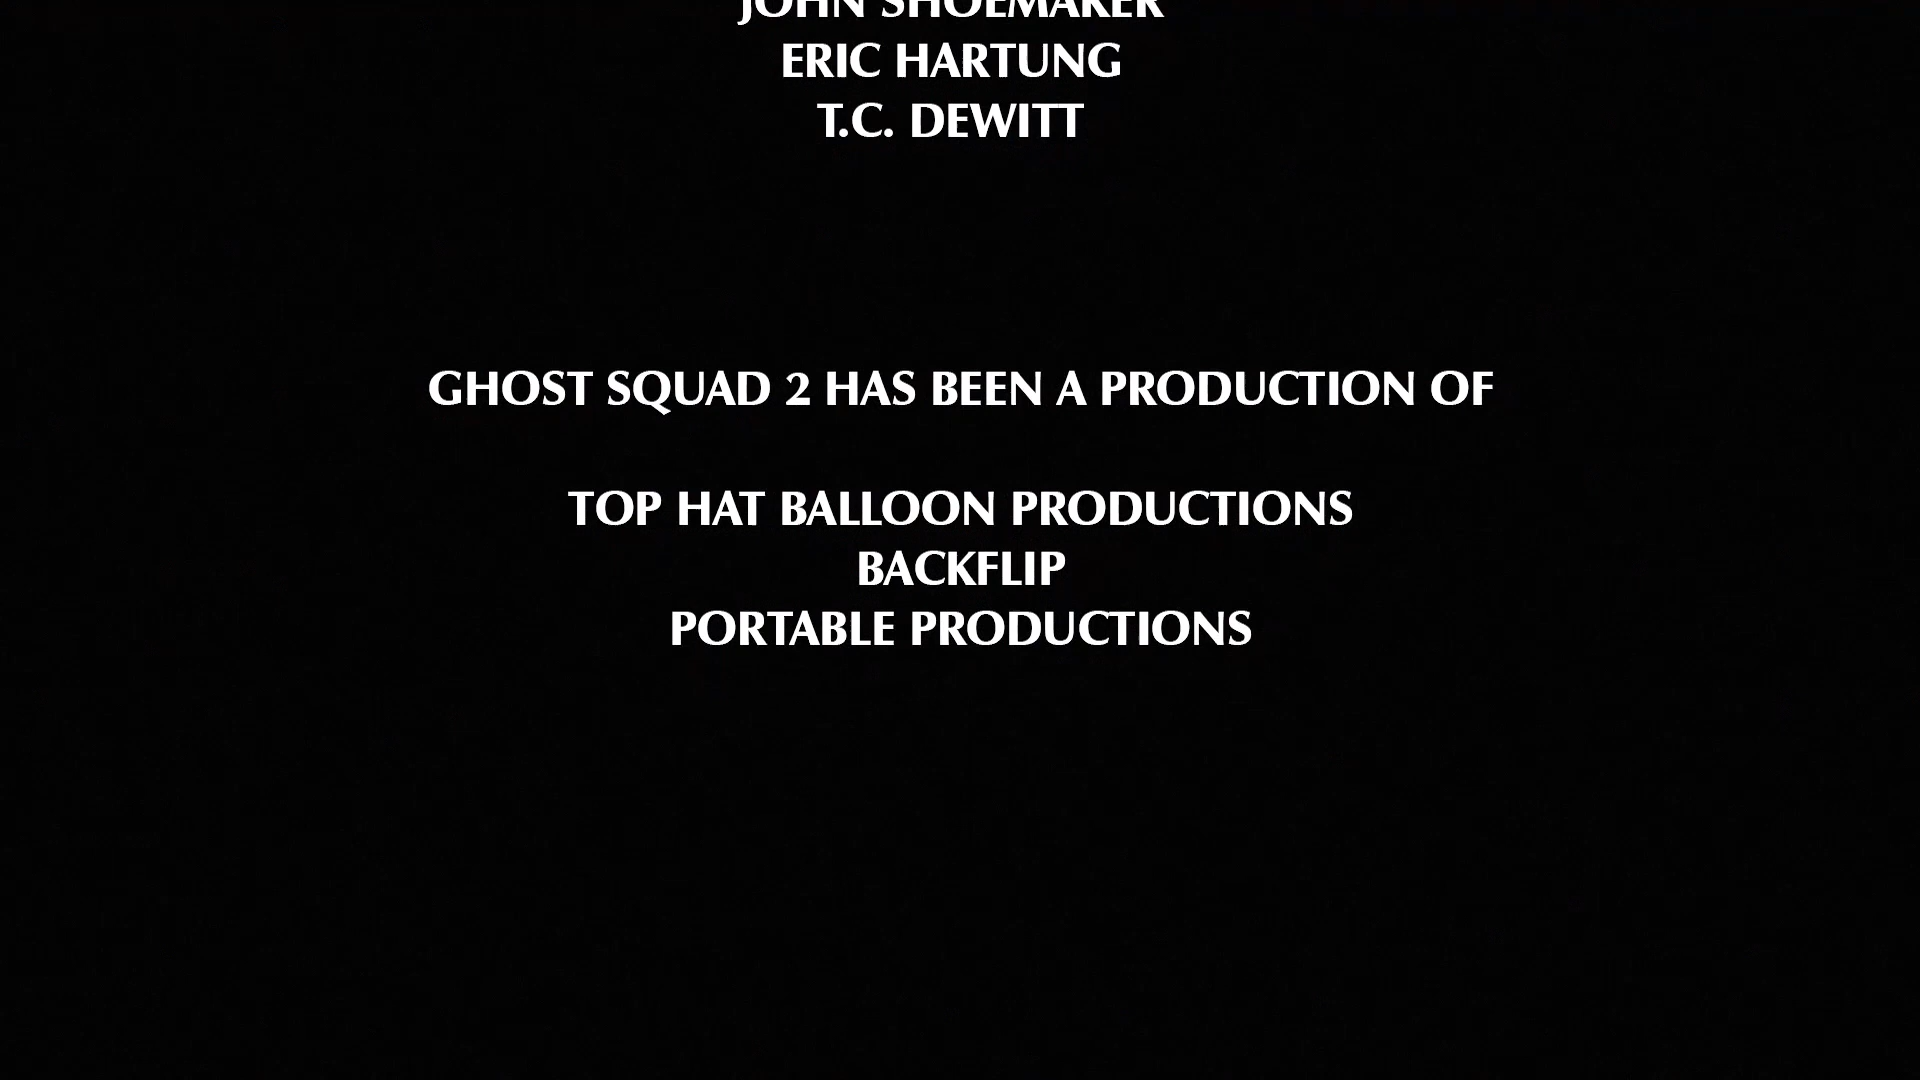 JOHN SHOEMAKER
ERIC HARTUNG
T.C. DEWITT
GHOST SQUAD 2 HAS BEEN A PRODUCTION OF
TOP HAT BALLOON PRODUCTIONS
BACKFLIP
PORTABLE PRODUCTIONS